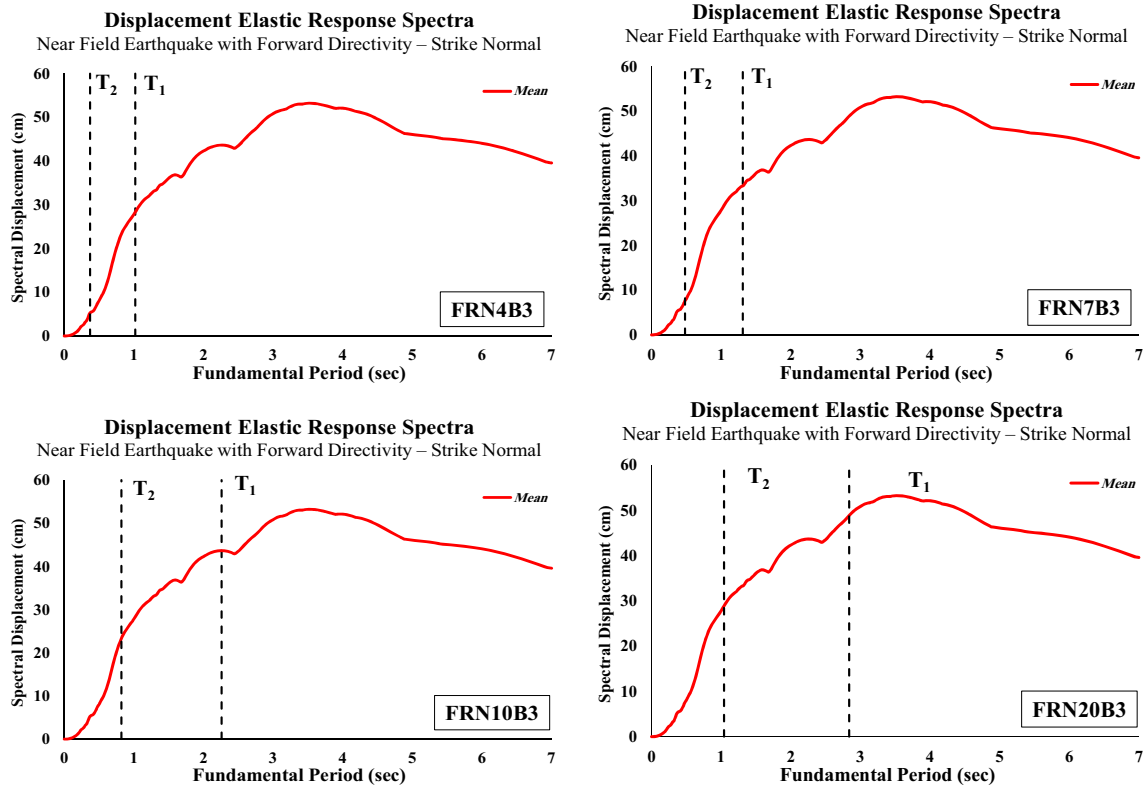 Displacement Elastic Response Spectra
Near Field Earthquake with Forward Directivity – Strike Normal
60
50
40
30
20
10
0
Spectral Displacement (cm)
T2
T1
Mean
FRN4B3
0 1 2 3 4 5 6 7
Fundamental Period (sec)
Displacement Elastic Response Spectra
Near Field Earthquake with Forward Directivity – Strike Normal
60
50
40
30
20
10
0
Spectral Displacement (cm)
T2
T1
Mean
FRN7B3
0 1 2 3 4 5 6 7
Fundamental Period (sec)
Displacement Elastic Response Spectra
Near Field Earthquake with Forward Directivity – Strike Normal
60
50
40
30
20
10
0
Spectral Displacement (cm)
T2
T1
Mean
FRN10B3
0 1 2 3 4 5 6 7
Fundamental Period (sec)
Displacement Elastic Response Spectra
Near Field Earthquake with Forward Directivity – Strike Normal
60
50
40
30
20
10
0
Spectral Displacement (cm)
T2
T1
Mean
FRN20B3
0 1 2 3 4 5 6 7
Fundamental Period (sec)